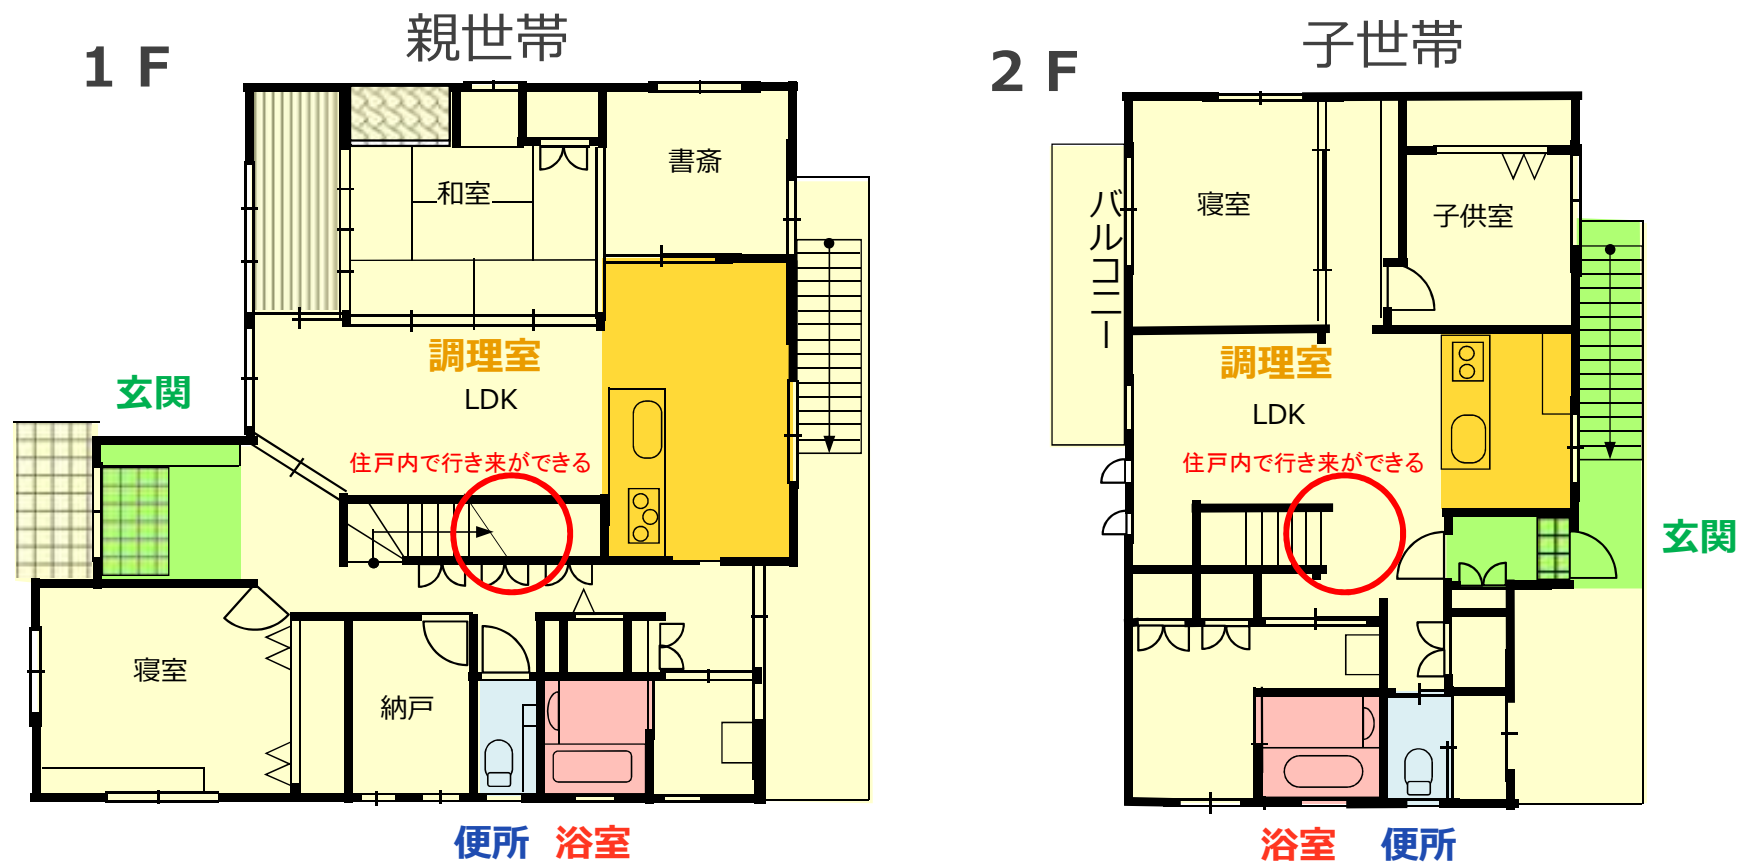 １Ｆ
親世帯
書斎
和室
調理室
LDK
玄関
住戸内で行き来ができる
寝室
納戸
便所
浴室
２Ｆ
子世帯
バルコニー
寝室
子供室
調理室
LDK
住戸内で行き来ができる
玄関
浴室
便所